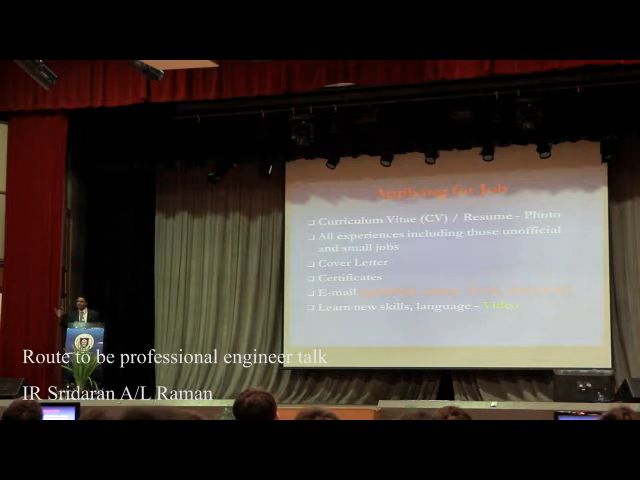 Applying for Job
❑ Curriculum Vitae (CV) / Resume - Photo
❑ All experiences including those unofficial
and small jobs
❑ Cover Letter
❑ Certificates
❑ E-mail
❑ Learn new skills, language – Video
Route to be professional engineer talk
IR Sridaran A/L Raman